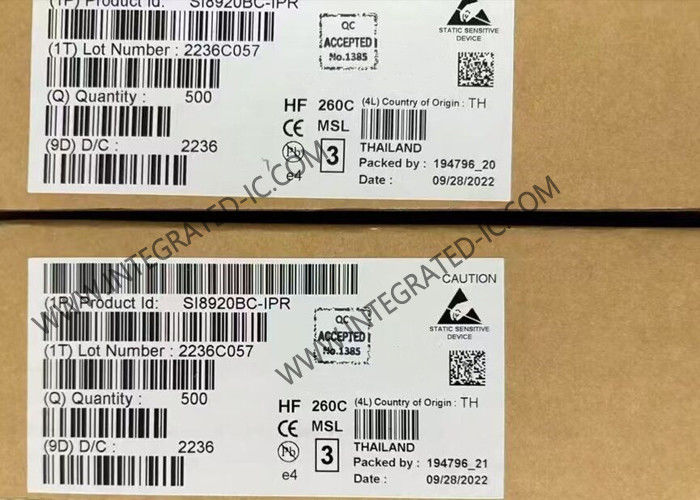 (1P) Product Id: SI8920BC-IPR
(1T) Lot Number : 2236C057
(Q) Quantity : 500
(9D) D/C : 2236
QC
ACCEPTED
No.1385
STATIC SENSITIVE
DEVICE
HF 260C (4L) Country of Origin : TH
CE MSL
Pb 3 THAILAND
e4
Packed by : 194796_20
Date : 09/28/2022
WWW.INTEGRATED-IC.COM
WWW.INTEGRATED-IC.COM
(1P) Product Id: SI8920BC-IPR
(1T) Lot Number : 2236C057
(Q) Quantity : 500
(9D) D/C : 2236
QC
ACCEPTED
No.1385
CAUTION
STATIC SENSITIVE
DEVICE
HF 260C (4L) Country of Origin : TH
CE MSL
Pb 3 THAILAND
e4
Packed by : 194796_21
Date : 09/28/2022